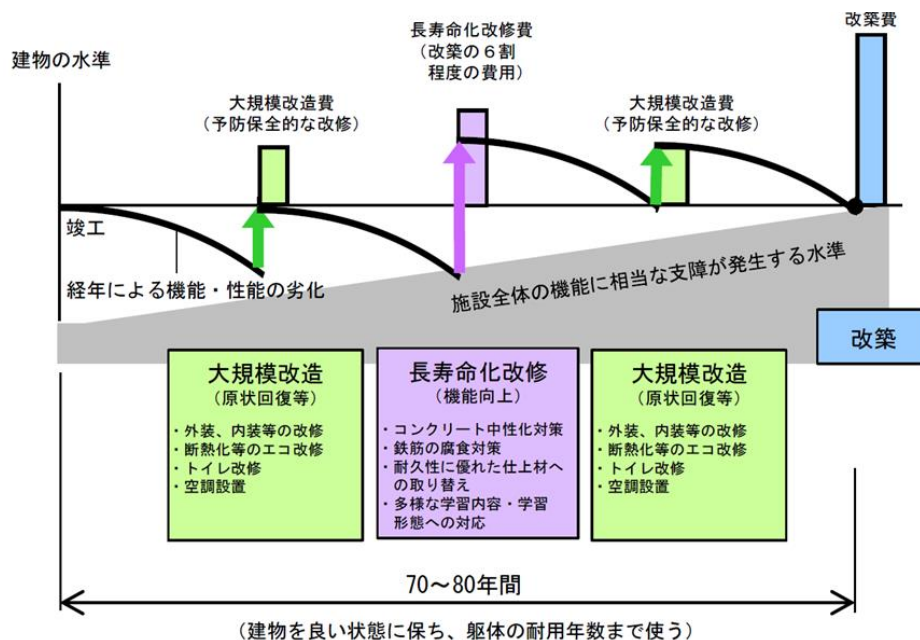 改築費
長寿命化改修費
（改築の６割
程度の費用）
建物の水準
大規模改造費
（予防保全的な改修）
大規模改造費
（予防保全的な改修）
竣工
経年による機能・性能の劣化
施設全体の機能に相当な支障が発生する水準
改築
大規模改造
（原状回復等）
・外装、内装等の改修
・断熱化等のエコ改修
・トイレ改修
・空調設置
長寿命化改修
（機能向上）
・コンクリート中性化対策
・鉄筋の腐食対策
・耐久性に優れた仕上材へ
の取り替え
・多様な学習内容・学習
形態への対応
大規模改造
（原状回復等）
・外装、内装等の改修
・断熱化等のエコ改修
・トイレ改修
・空調設置
70～80年間
（建物を良い状態に保ち、躯体の耐用年数まで使う）